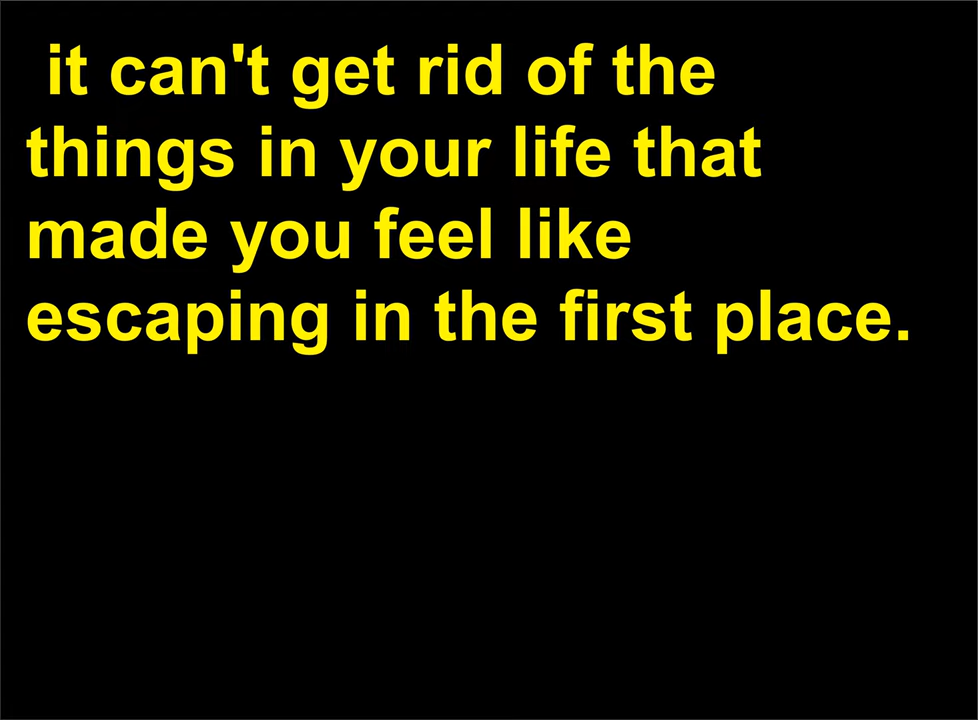 it can't get rid of the
things in your life that
made you feel like
escaping in the first place.